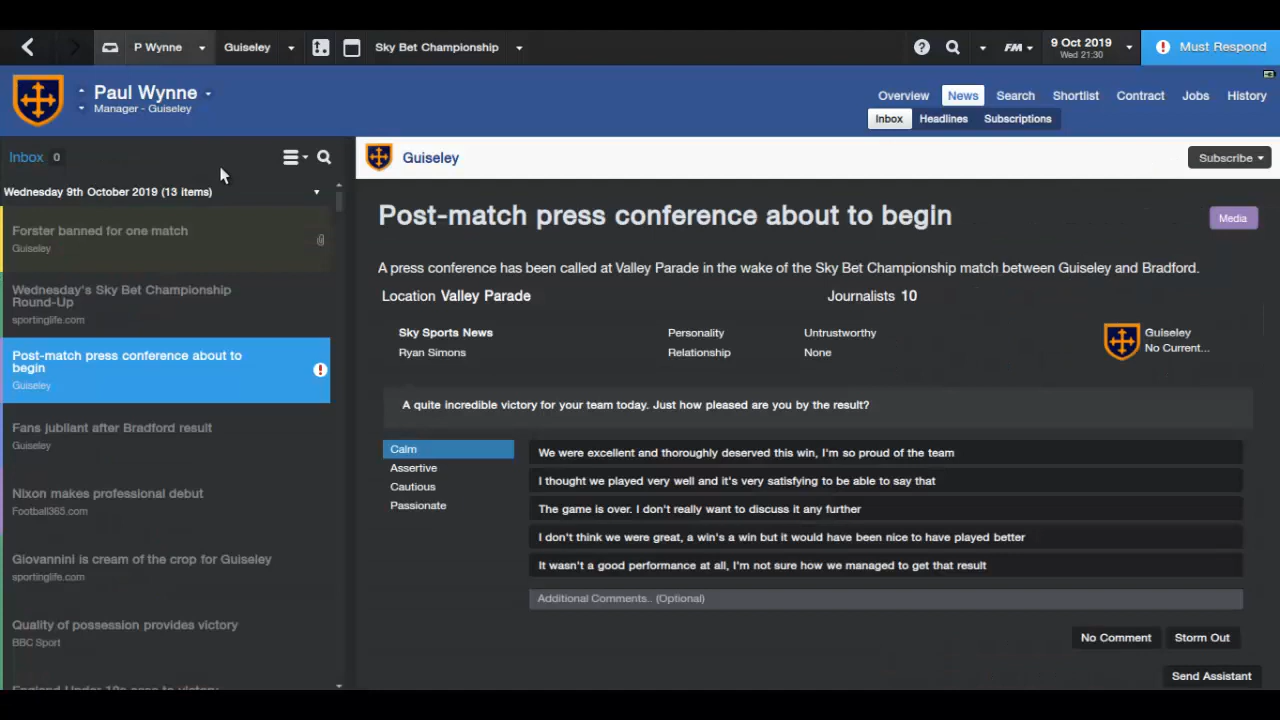 P Wynne
Guiseley
Sky Bet Championship
FM
9 Oct 2019
Wed 21:30
Must Respond
Paul Wynne
Manager - Guiseley
Overview
News
Search
Shortlist
Contract
Jobs
History
Inbox
Headlines
Subscriptions
Inbox 0
Wednesday 9th October 2019 (13 items)
Forster banned for one match
Guiseley
Wednesday's Sky Bet Championship
Round-Up
sportinglife.com
Post-match press conference about to
begin
Guiseley
Fans jubilant after Bradford result
Guiseley
Nixon makes professional debut
Football365.com
Giovannini is cream of the crop for Guiseley
sportinglife.com
Quality of possession provides victory
BBC Sport
Guiseley
Subscribe
Post-match press conference about to begin
Media
A press conference has been called at Valley Parade in the wake of the Sky Bet Championship match between Guiseley and Bradford.
Location Valley Parade
Journalists 10
Sky Sports News
Personality
Untrustworthy
Guiseley
Ryan Simons
Relationship
None
No Current...
A quite incredible victory for your team today. Just how pleased are you by the result?
Calm
Assertive
Cautious
Passionate
We were excellent and thoroughly deserved this win, I'm so proud of the team
I thought we played very well and it's very satisfying to be able to say that
The game is over. I don't really want to discuss it any further
I don't think we were great, a win's a win but it would have been nice to have played better
It wasn't a good performance at all, I'm not sure how we managed to get that result
Additional Comments.. (Optional)
No Comment
Storm Out
Send Assistant